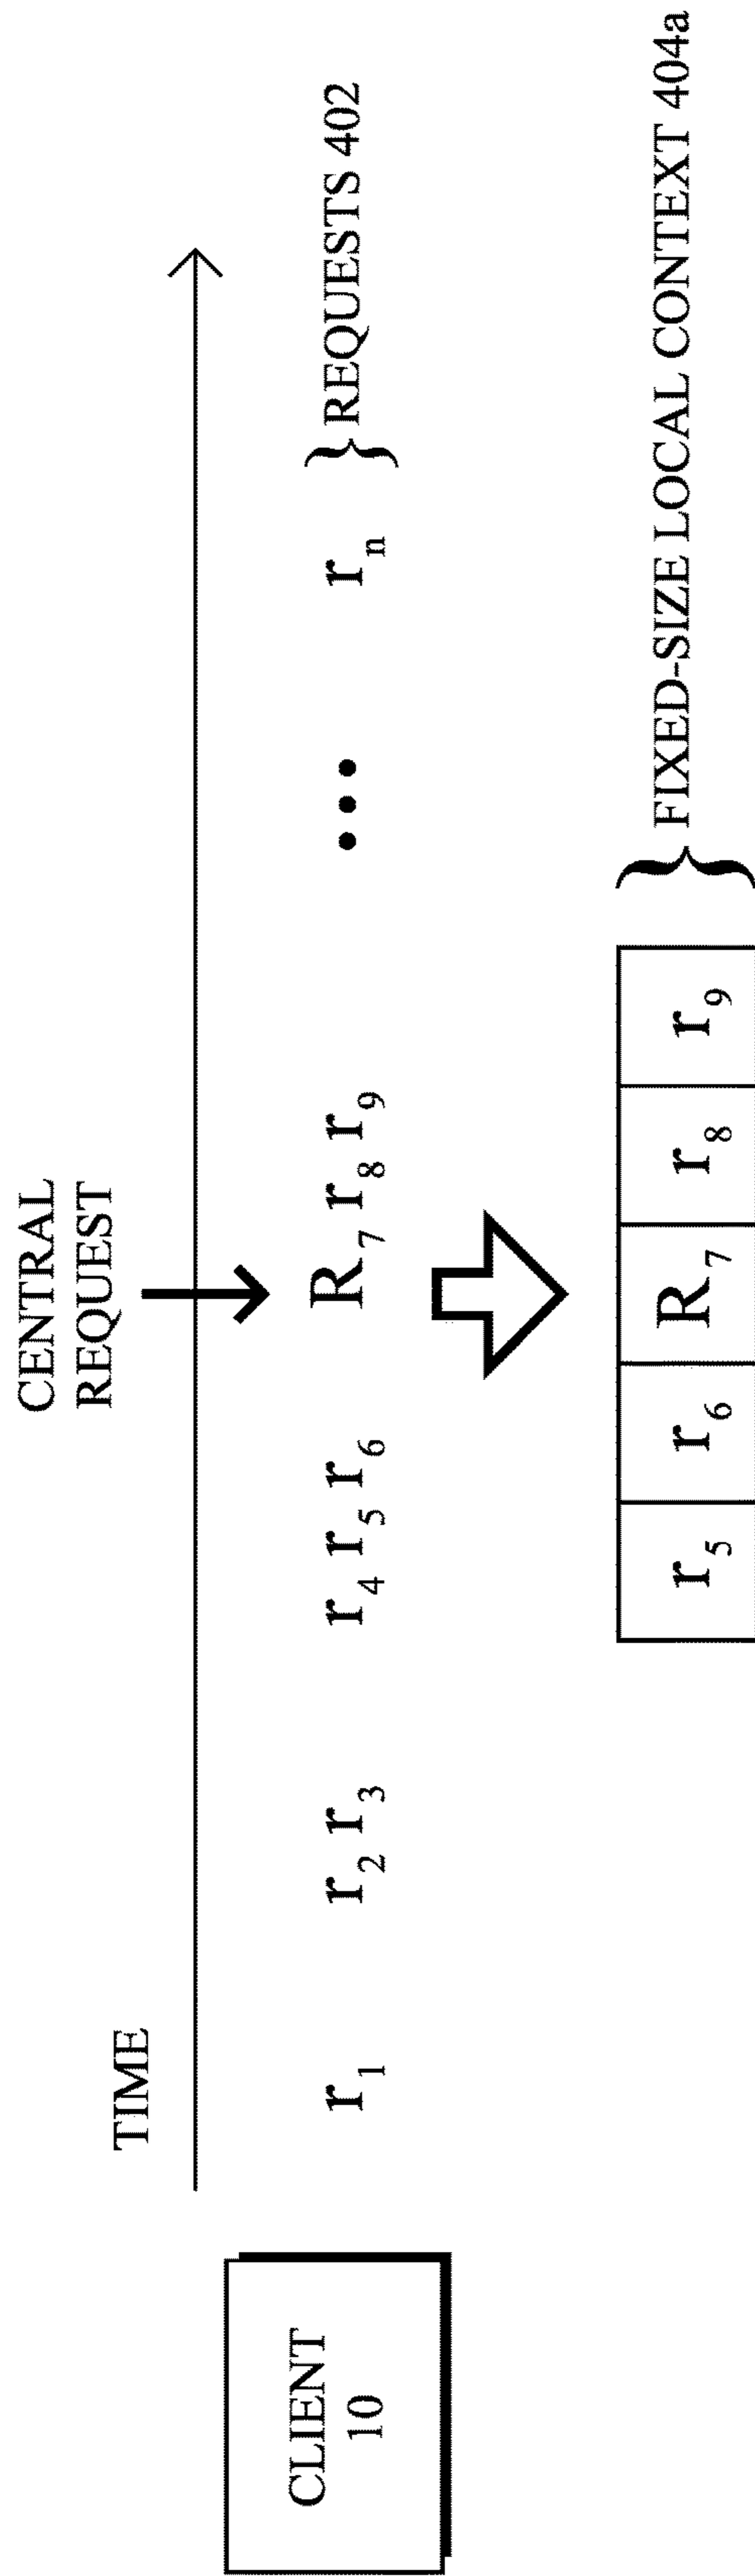 TIME
CENTRAL
REQUEST
CLIENT
10
r1 r2 r3 r4 r5 r6 R7 r8 r9 ••• rn } REQUESTS 402
r5 r6 R7 r8 r9 } FIXED-SIZE LOCAL CONTEXT 404a